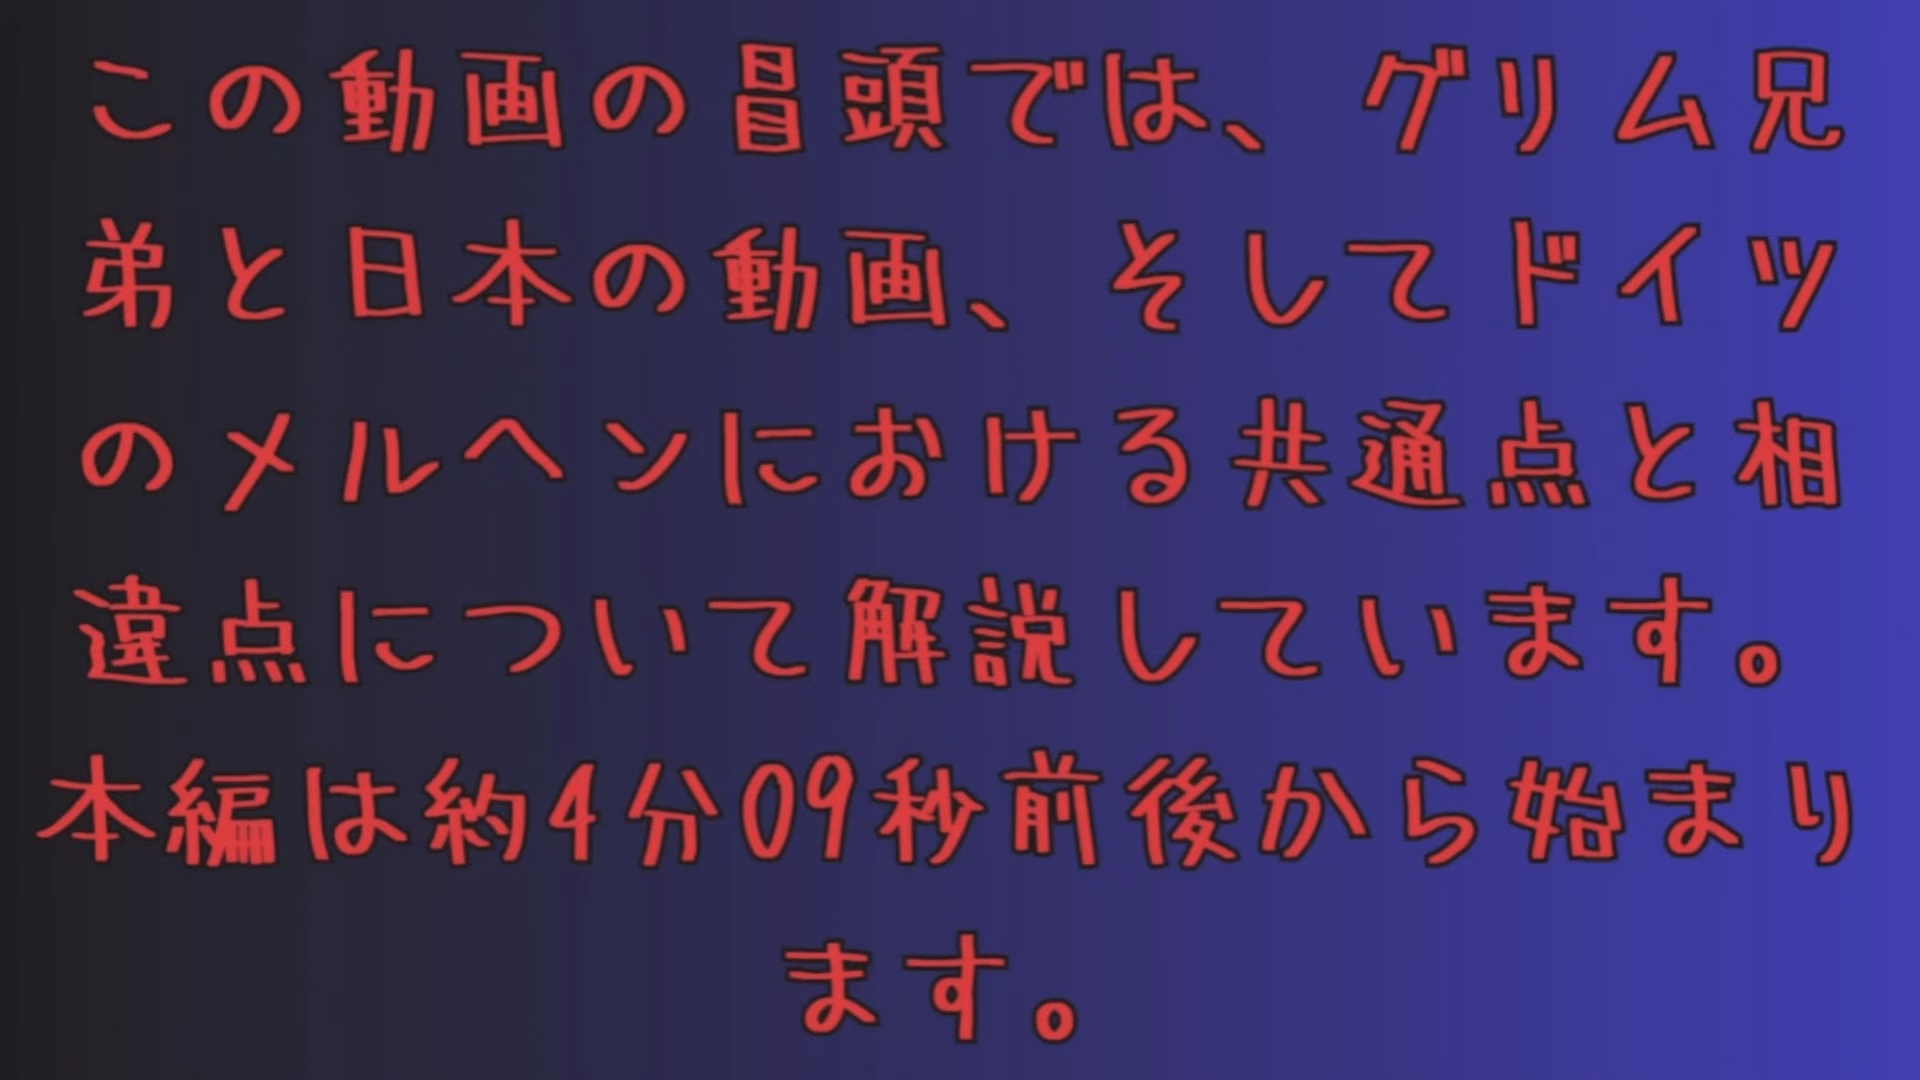 この動画の冒頭では、グリム兄
弟と日本の動画、そしてドイツ
のメルヘンにおける共通点と相
違点について解説しています。
本編は約4分09秒前後から始まり
ます。